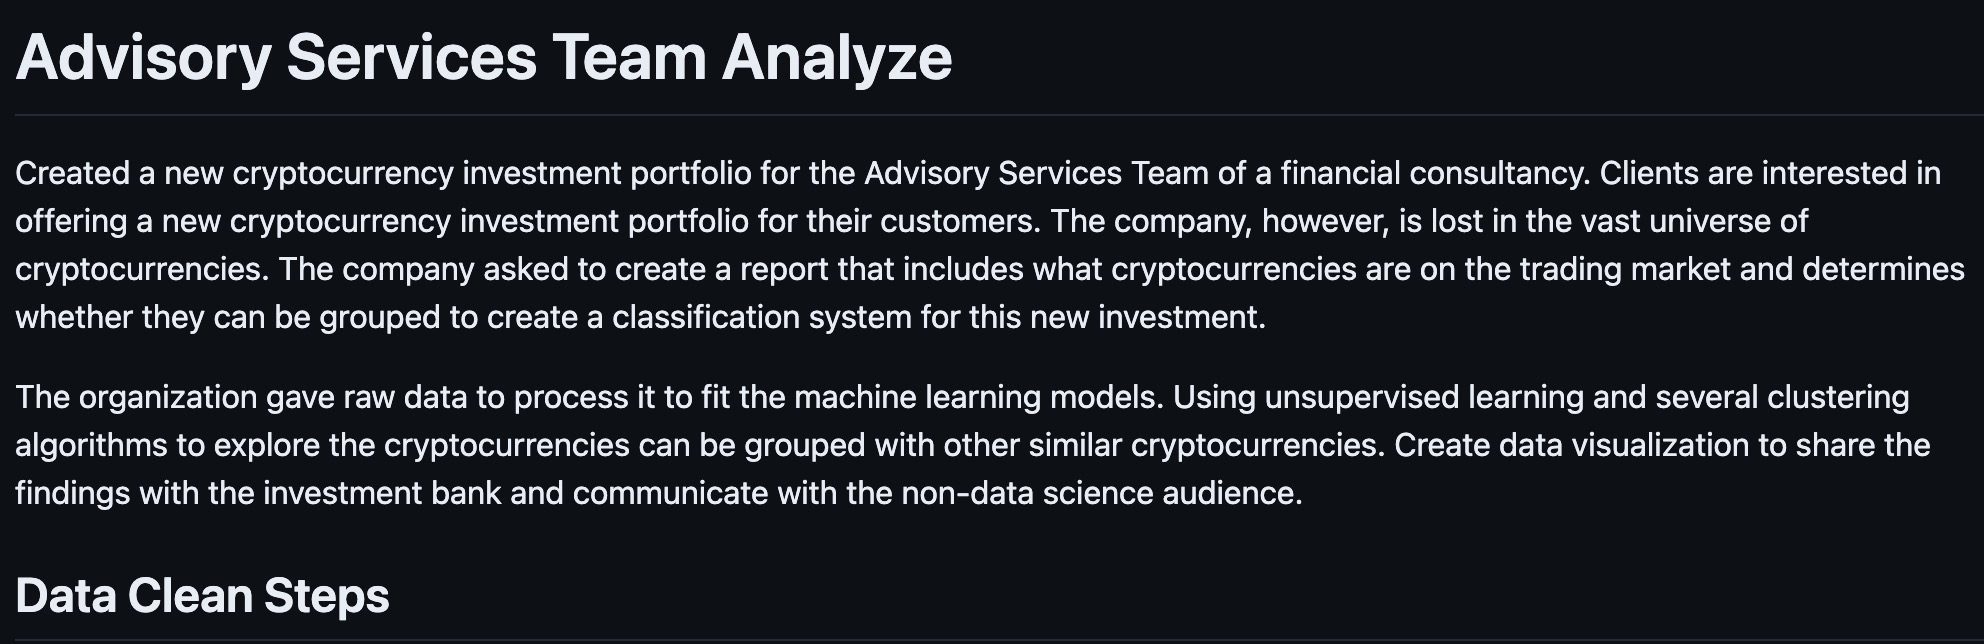 Advisory Services Team Analyze
Created a new cryptocurrency investment portfolio for the Advisory Services Team of a financial consultancy. Clients are interested in
offering a new cryptocurrency investment portfolio for their customers. The company, however, is lost in the vast universe of
cryptocurrencies. The company asked to create a report that includes what cryptocurrencies are on the trading market and determines
whether they can be grouped to create a classification system for this new investment.
The organization gave raw data to process it to fit the machine learning models. Using unsupervised learning and several clustering
algorithms to explore the cryptocurrencies can be grouped with other similar cryptocurrencies. Create data visualization to share the
findings with the investment bank and communicate with the non-data science audience.
Data Clean Steps